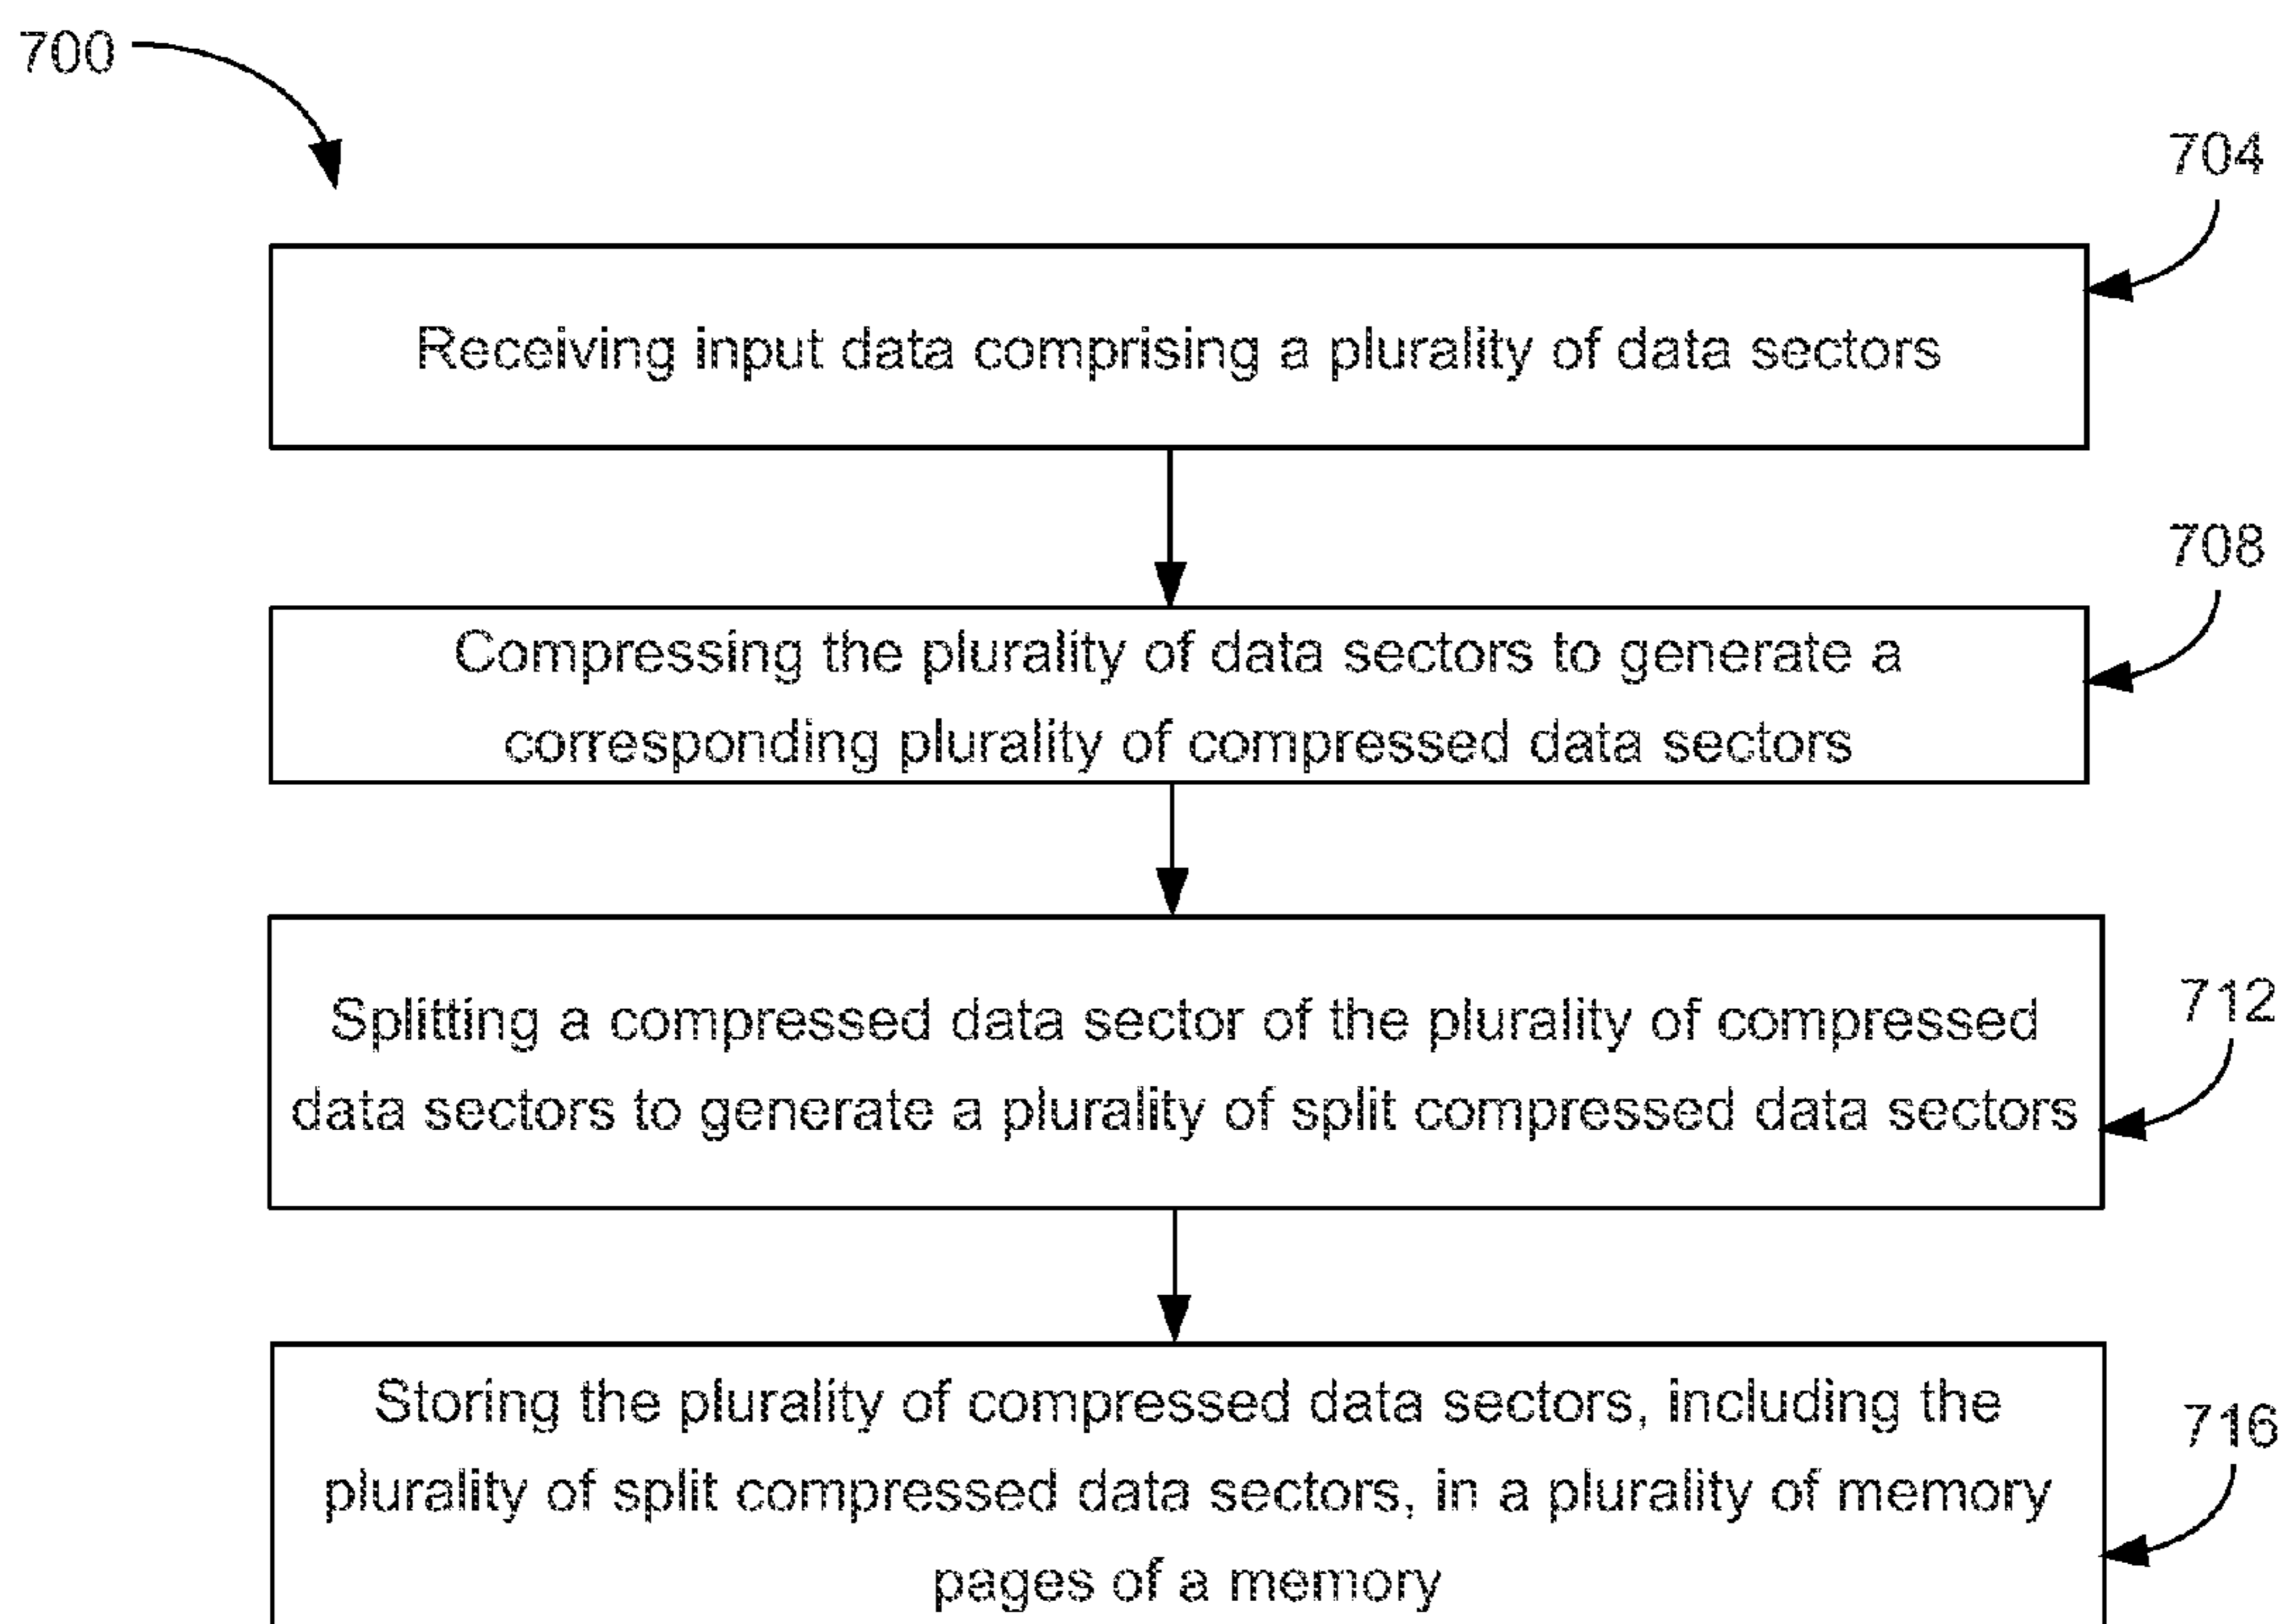 700
704
Receiving input data comprising a plurality of data sectors
708
Compressing the plurality of data sectors to generate a
corresponding plurality of compressed data sectors
712
Splitting a compressed data sector of the plurality of compressed
data sectors to generate a plurality of split compressed data sectors
716
Storing the plurality of compressed data sectors, including the
plurality of split compressed data sectors, in a plurality of memory
pages of a memory